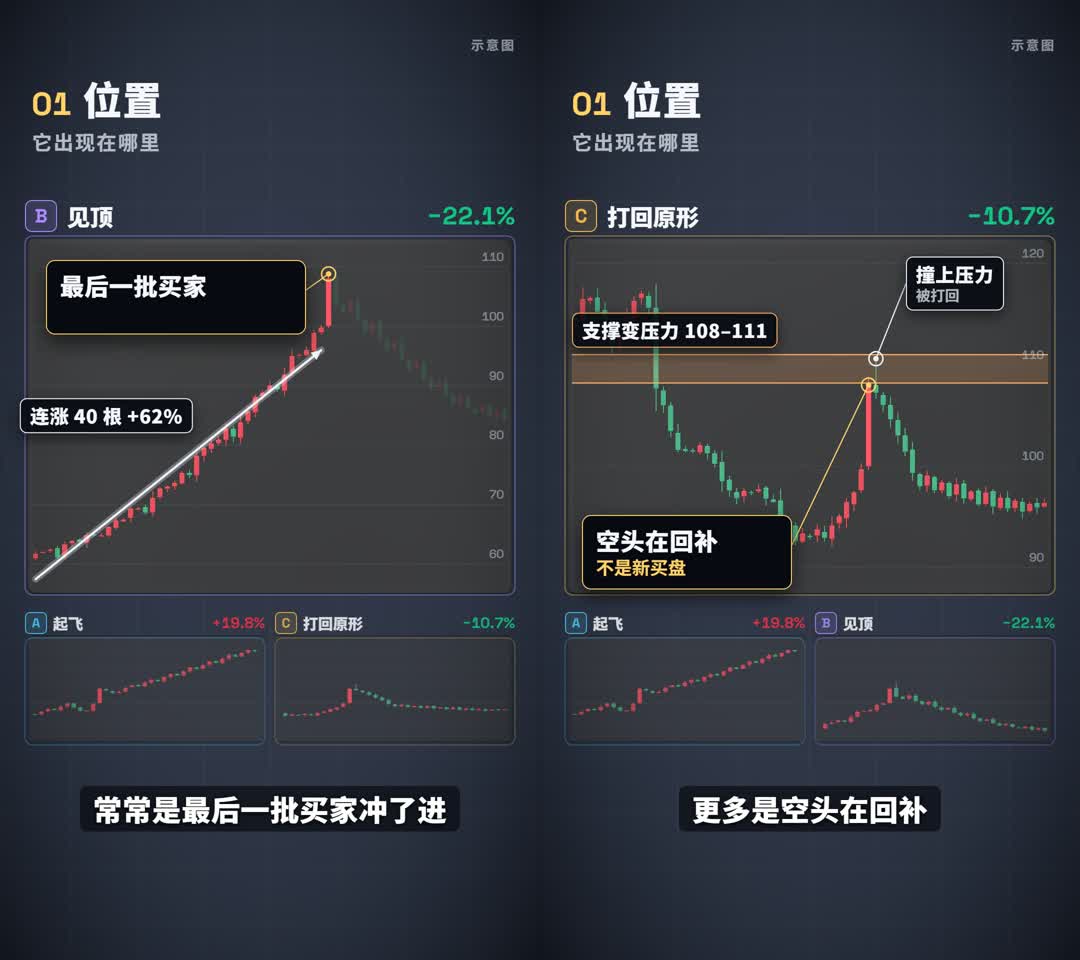 示意图
01 位置
它出现在哪里
B 见顶 -22.1%
110
最后一批买家
100
90
连涨 40 根 +62%
80
70
60
A 起飞 +19.8%
C 打回原形 -10.7%
常常是最后一批买家冲了进
示意图
01 位置
它出现在哪里
C 打回原形 -10.7%
120
撞上压力
被打回
支撑变压力 108–111
110
100
空头在回补
不是新买盘
90
A 起飞 +19.8%
B 见顶 -22.1%
更多是空头在回补